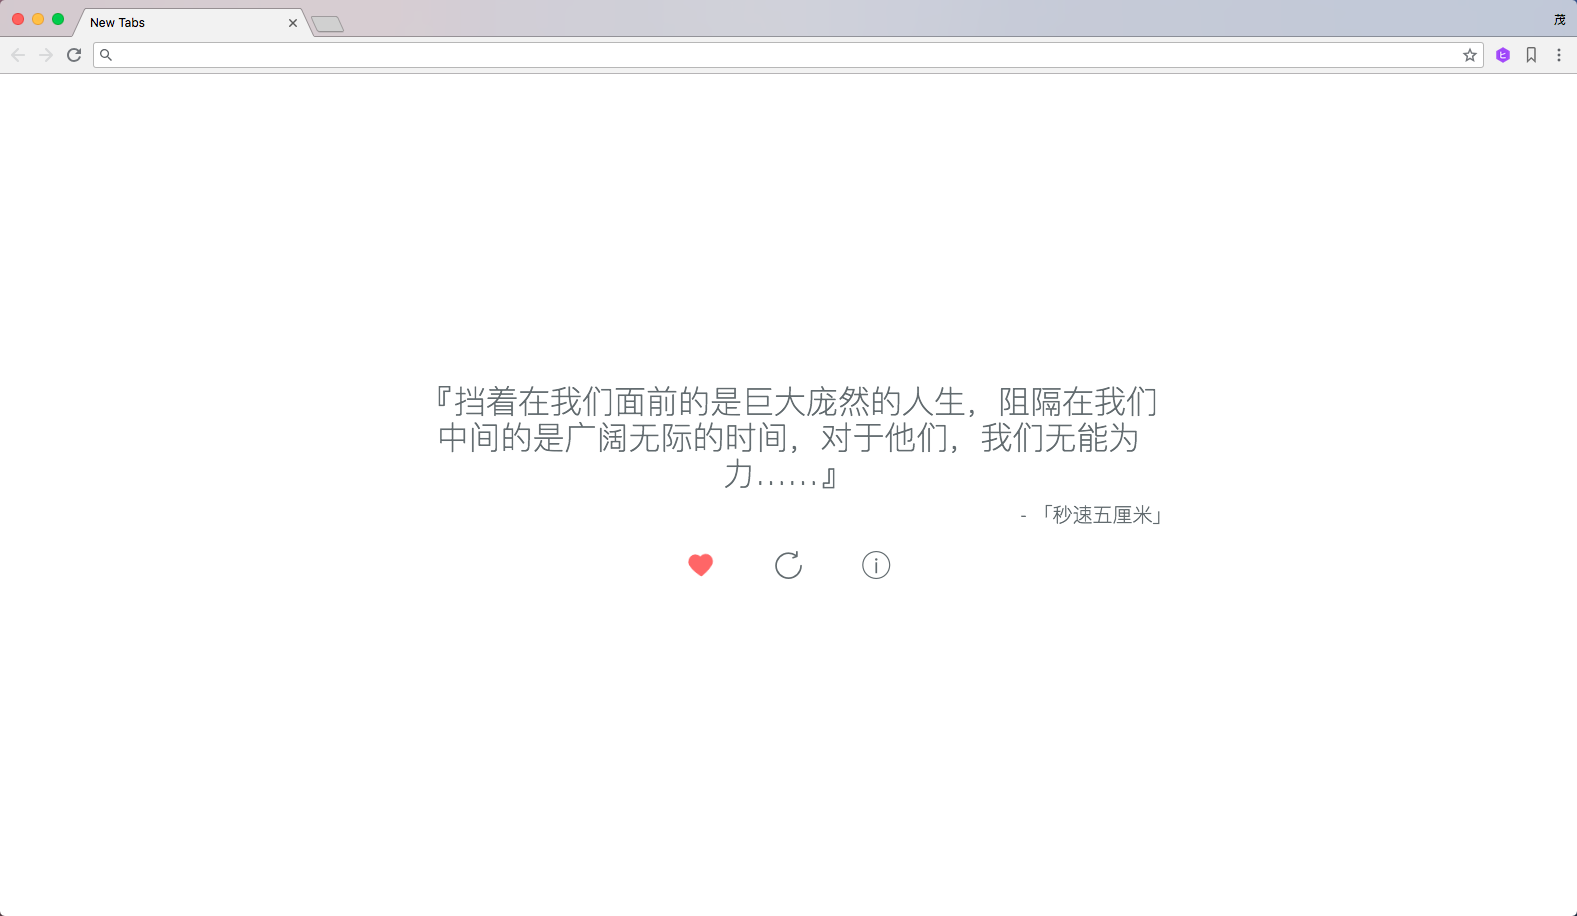 New Tabs
茂
『挡着在我们面前的是巨大庞然的人生，阻隔在我们
中间的是广阔无际的时间，对于他们，我们无能为
力……』
- 「秒速五厘米」